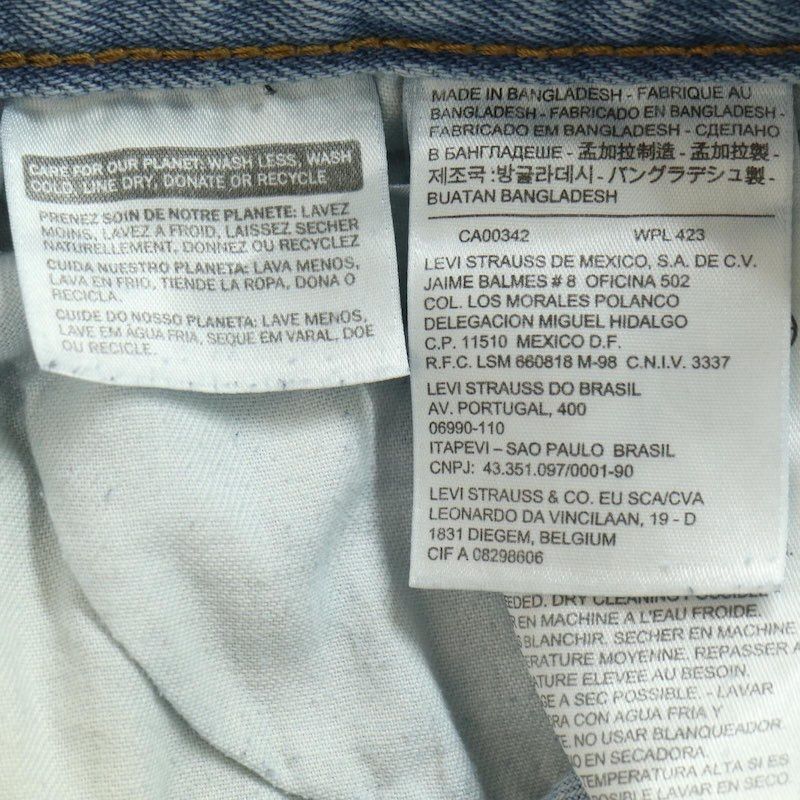 CARE FOR OUR PLANET: WASH LESS, WASH
COLD, LINE DRY, DONATE OR RECYCLE
PRENEZ SOIN DE NOTRE PLANETE: LAVEZ
MOINS, LAVEZ A FROID, LAISSEZ SECHER
NATURELLEMENT, DONNEZ OU RECYCLEZ
CUIDA NUESTRO PLANETA: LAVA MENOS,
LAVA EN FRIO, TIENDE LA ROPA, DONA O
RECICLA.
CUIDE DO NOSSO PLANETA: LAVE MENOS,
LAVE EM ÁGUA FRIA, SEQUE EM VARAL, DOE
OU RECICLE.
MADE IN BANGLADESH - FABRIQUE AU
BANGLADESH - FABRICADO EN BANGLADESH -
FABRICADO EM BANGLADESH - СДЕЛАНО
В БАНГЛАДЕШЕ - 孟加拉制造 - 孟加拉製 -
제조국:방글라데시 - バングラデシュ製 -
BUATAN BANGLADESH
CA00342 WPL 423
LEVI STRAUSS DE MEXICO, S.A. DE C.V.
JAIME BALMES # 8 OFICINA 502
COL. LOS MORALES POLANCO
DELEGACION MIGUEL HIDALGO
C.P. 11510 MEXICO D.F.
R.F.C. LSM 660818 M-98 C.N.I.V. 3337
LEVI STRAUSS DO BRASIL
AV. PORTUGAL, 400
06990-110
ITAPEVI – SAO PAULO BRASIL
CNPJ: 43.351.097/0001-90
LEVI STRAUSS & CO. EU SCA/CVA
LEONARDO DA VINCILAAN, 19 - D
1831 DIEGEM, BELGIUM
CIF A 08298606
DRY CLEANING
EN MACHINE A L'EAU FROIDE.
BLANCHIR. SECHER EN MACHINE
MOYENNE. REPASSER A
ELEVEE AU BESOIN.
A SEC POSSIBLE. - LAVAR
CON AGUA FRIA Y
NO USAR BLANQUEADOR.
EN SECADORA.
TEMPERATURA ALTA SI ES
LAVAR EN SECO.